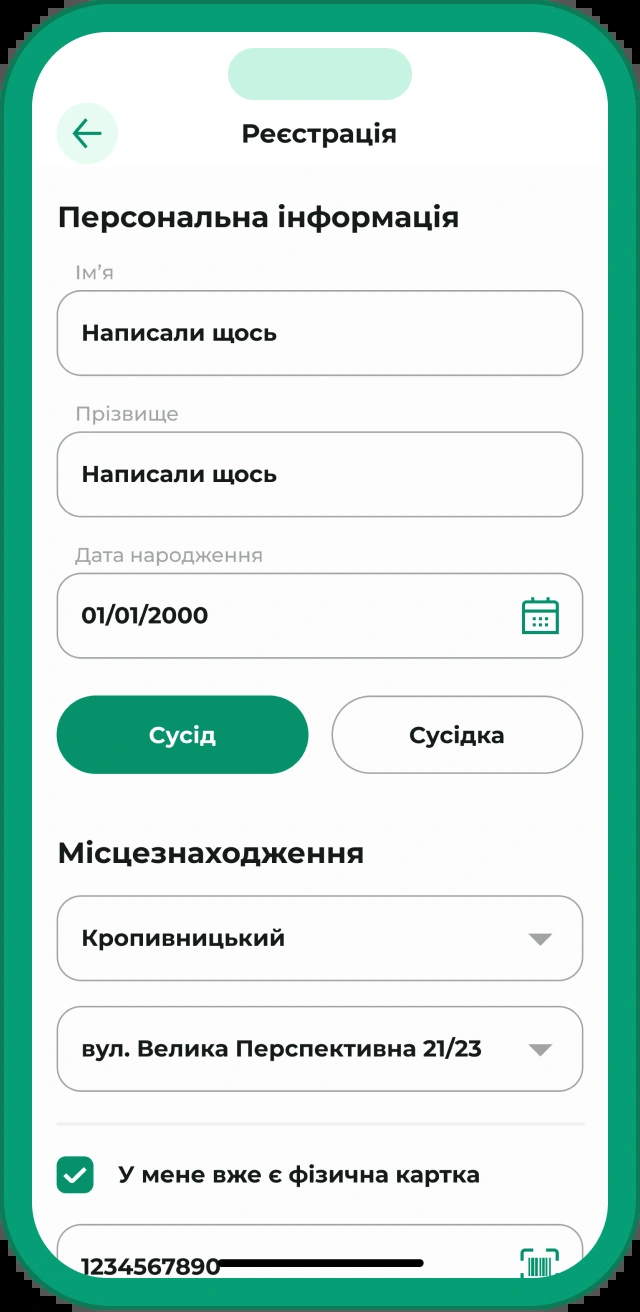 Реєстрація
Персональна інформація
Ім’я
Написали щось
Прізвище
Написали щось
Дата народження
01/01/2000
Сусід
Сусідка
Місцезнаходження
Кропивницький
вул. Велика Перспективна 21/23
У мене вже є фізична картка
1234567890